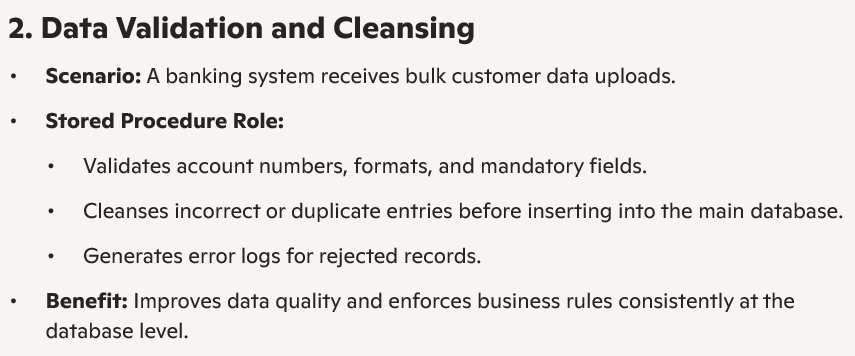 2. Data Validation and Cleansing
• Scenario: A banking system receives bulk customer data uploads.
• Stored Procedure Role:
• Validates account numbers, formats, and mandatory fields.
• Cleanses incorrect or duplicate entries before inserting into the main database.
• Generates error logs for rejected records.
• Benefit: Improves data quality and enforces business rules consistently at the
database level.